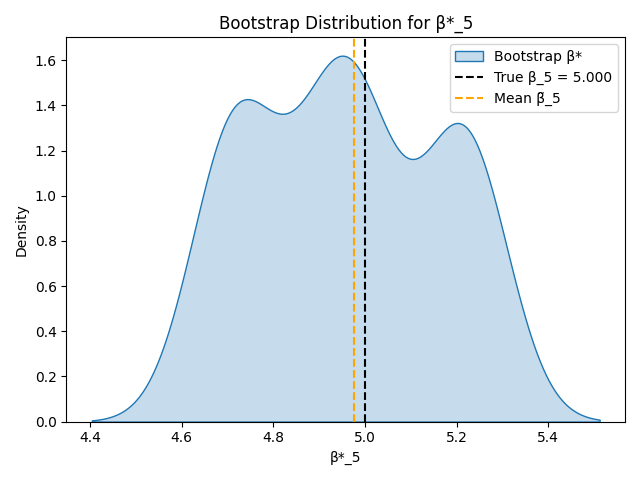 Bootstrap Distribution for β*_5
Density
1.6
1.4
1.2
1.0
0.8
0.6
0.4
0.2
0.0
Bootstrap β*
True β_5 = 5.000
Mean β̂_5
4.4 4.6 4.8 5.0 5.2 5.4
β*_5